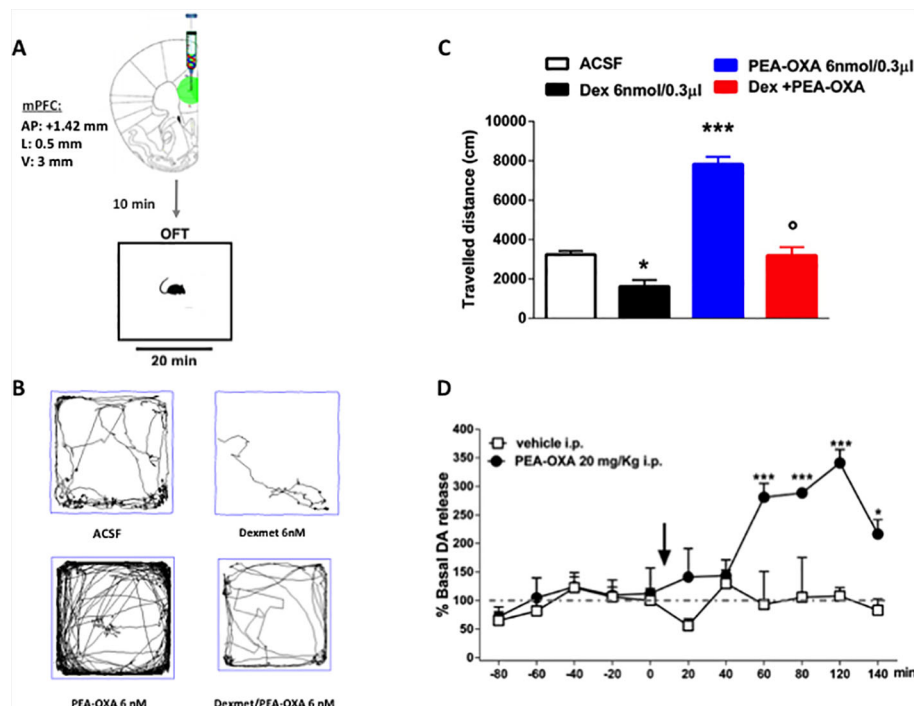 A
mPFC:
AP: +1.42 mm
L: 0.5 mm
V: 3 mm
10 min
OFT
20 min
B
ACSF
Dexmet 6nM
PEA-OXA 6 nM
Dexmet/PEA-OXA 6 nM
C
ACSF
PEA-OXA 6nmol/0.3µl
Dex 6nmol/0.3µl
Dex +PEA-OXA
Travelled distance (cm)
10000
8000
6000
4000
2000
0
***
*
°
D
vehicle i.p.
PEA-OXA 20 mg/Kg i.p.
% Basal DA release
400
350
300
250
200
150
100
50
0
*** *** *** *
-80 -60 -40 -20 0 20 40 60 80 120 140 min